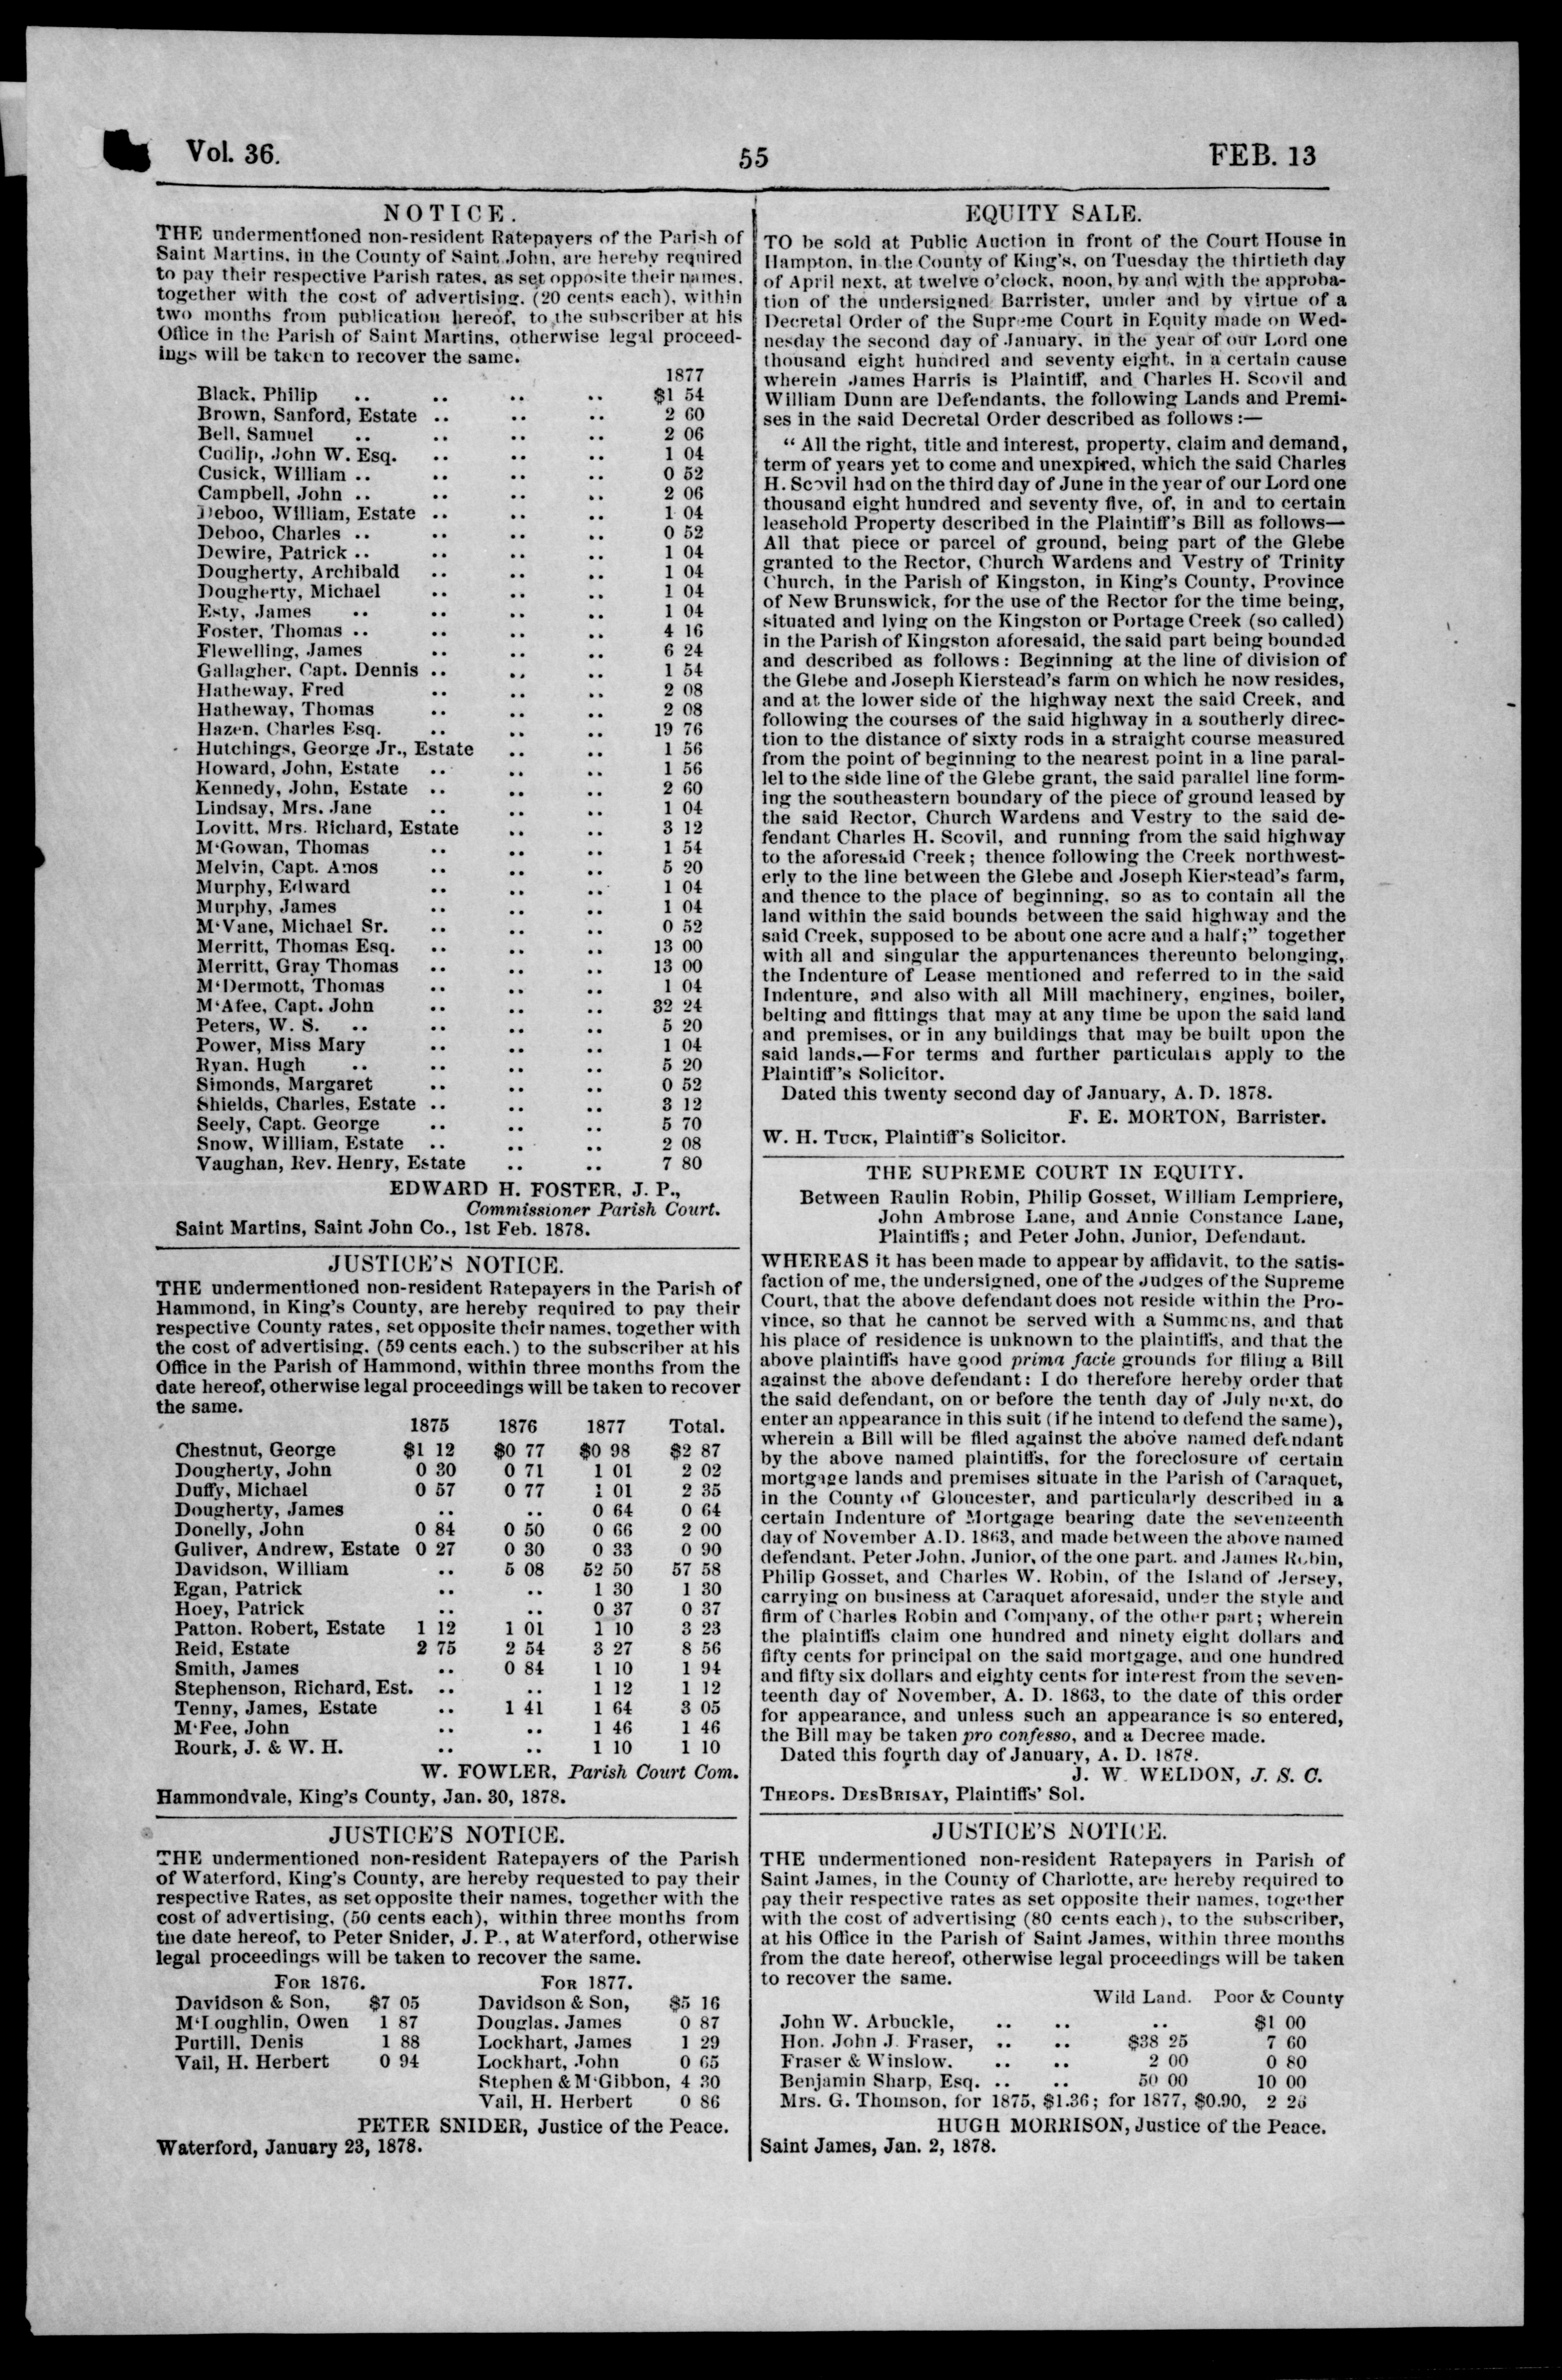 Vol. 36.
55
FEB. 13
NOTICE.
THE undermentioned non-resident Ratepayers of the Parish of
Saint Martins, in the County of Saint John, are hereby required
to pay their respective Parish rates, as set opposite their names,
together with the cost of advertising, (20 cents each), within
two months from publication hereof, to the subscriber at his
Office in the Parish of Saint Martins, otherwise legal proceed-
ings will be taken to recover the same.
1877
Black, Philip .. .. .. .. $1 54
Brown, Sanford, Estate .. .. .. 2 60
Bell, Samuel .. .. .. .. 2 06
Cudlip, John W. Esq. .. .. .. 1 04
Cusick, William .. .. .. .. 0 52
Campbell, John .. .. .. .. 2 06
Deboo, William, Estate .. .. .. 1 04
Deboo, Charles .. .. .. .. 0 52
Dewire, Patrick .. .. .. .. 1 04
Dougherty, Archibald .. .. .. 1 04
Dougherty, Michael .. .. .. 1 04
Esty, James .. .. .. .. 1 04
Foster, Thomas .. .. .. .. 4 16
Flewelling, James .. .. .. 6 24
Gallagher, Capt. Dennis .. .. .. 1 54
Hatheway, Fred .. .. .. 2 08
Hatheway, Thomas .. .. .. 2 08
Hazen, Charles Esq. .. .. .. 19 76
Hutchings, George Jr., Estate .. .. 1 56
Howard, John, Estate .. .. .. 1 56
Kennedy, John, Estate .. .. .. 2 60
Lindsay, Mrs. Jane .. .. .. 1 04
Lovitt, Mrs. Richard, Estate .. .. 3 12
M'Gowan, Thomas .. .. .. 1 54
Melvin, Capt. Amos .. .. .. 5 20
Murphy, Edward .. .. .. 1 04
Murphy, James .. .. .. 1 04
M'Vane, Michael Sr. .. .. .. 0 52
Merritt, Thomas Esq. .. .. .. 13 00
Merritt, Gray Thomas .. .. .. 13 00
M'Dermott, Thomas .. .. .. 1 04
M'Afee, Capt. John .. .. .. 32 24
Peters, W. S. .. .. .. .. 5 20
Power, Miss Mary .. .. .. 1 04
Ryan, Hugh .. .. .. .. 5 20
Simonds, Margaret .. .. .. 0 52
Shields, Charles, Estate .. .. .. 3 12
Seely, Capt. George .. .. .. 5 70
Snow, William, Estate .. .. .. 2 08
Vaughan, Rev. Henry, Estate .. .. 7 80
EDWARD H. FOSTER, J. P.,
Commissioner Parish Court.
Saint Martins, Saint John Co., 1st Feb. 1878.
JUSTICE'S NOTICE.
THE undermentioned non-resident Ratepayers in the Parish of
Hammond, in King's County, are hereby required to pay their
respective County rates, set opposite their names, together with
the cost of advertising, (59 cents each.) to the subscriber at his
Office in the Parish of Hammond, within three months from the
date hereof, otherwise legal proceedings will be taken to recover
the same.
1875 1876 1877 Total.
Chestnut, George $1 12 $0 77 $0 98 $2 87
Dougherty, John 0 30 0 71 1 01 2 02
Duffy, Michael 0 57 0 77 1 01 2 35
Dougherty, James .. .. 0 64 0 64
Donelly, John 0 84 0 50 0 66 2 00
Guliver, Andrew, Estate 0 27 0 30 0 33 0 90
Davidson, William .. 5 08 52 50 57 58
Egan, Patrick .. .. 1 30 1 30
Hoey, Patrick .. .. 0 37 0 37
Patton, Robert, Estate 1 12 1 01 1 10 3 23
Reid, Estate 2 75 2 54 3 27 8 56
Smith, James .. 0 84 1 10 1 94
Stephenson, Richard, Est. .. .. 1 12 1 12
Tenny, James, Estate .. 1 41 1 64 3 05
M'Fee, John .. .. 1 46 1 46
Rourk, J. & W. H. .. .. 1 10 1 10
W. FOWLER, Parish Court Com.
Hammondvale, King's County, Jan. 30, 1878.
JUSTICE'S NOTICE.
THE undermentioned non-resident Ratepayers of the Parish
of Waterford, King's County, are hereby requested to pay their
respective Rates, as set opposite their names, together with the
cost of advertising, (50 cents each), within three months from
the date hereof, to Peter Snider, J. P., at Waterford, otherwise
legal proceedings will be taken to recover the same.
FOR 1876. FOR 1877.
Davidson & Son, $7 05 Davidson & Son, $5 16
M'Loughlin, Owen 1 87 Douglas, James 0 87
Purtill, Denis 1 88 Lockhart, James 1 29
Vail, H. Herbert 0 94 Lockhart, John 0 65
Stephen & M'Gibbon, 4 30
Vail, H. Herbert 0 86
PETER SNIDER, Justice of the Peace.
Waterford, January 23, 1878.
EQUITY SALE.
TO be sold at Public Auction in front of the Court House in
Hampton, in the County of King's, on Tuesday the thirtieth day
of April next, at twelve o'clock, noon, by and with the approba-
tion of the undersigned Barrister, under and by virtue of a
Decretal Order of the Supreme Court in Equity made on Wed-
nesday the second day of January, in the year of our Lord one
thousand eight hundred and seventy eight, in a certain cause
wherein James Harris is Plaintiff, and Charles H. Scovil and
William Dunn are Defendants, the following Lands and Premi-
ses in the said Decretal Order described as follows:—
" All the right, title and interest, property, claim and demand,
term of years yet to come and unexpired, which the said Charles
H. Scovil had on the third day of June in the year of our Lord one
thousand eight hundred and seventy five, of, in and to certain
leasehold Property described in the Plaintiff's Bill as follows—
All that piece or parcel of ground, being part of the Glebe
granted to the Rector, Church Wardens and Vestry of Trinity
Church, in the Parish of Kingston, in King's County, Province
of New Brunswick, for the use of the Rector for the time being,
situated and lying on the Kingston or Portage Creek (so called)
in the Parish of Kingston aforesaid, the said part being bounded
and described as follows: Beginning at the line of division of
the Glebe and Joseph Kierstead's farm on which he now resides,
and at the lower side of the highway next the said Creek, and
following the courses of the said highway in a southerly direc-
tion to the distance of sixty rods in a straight course measured
from the point of beginning to the nearest point in a line paral-
lel to the side line of the Glebe grant, the said parallel line form-
ing the southeastern boundary of the piece of ground leased by
the said Rector, Church Wardens and Vestry to the said de-
fendant Charles H. Scovil, and running from the said highway
to the aforesaid Creek; thence following the Creek northwest-
erly to the line between the Glebe and Joseph Kierstead's farm,
and thence to the place of beginning, so as to contain all the
land within the said bounds between the said highway and the
said Creek, supposed to be about one acre and a half;" together
with all and singular the appurtenances thereunto belonging,
the Indenture of Lease mentioned and referred to in the said
Indenture, and also with all Mill machinery, engines, boiler,
belting and fittings that may at any time be upon the said land
and premises, or in any buildings that may be built upon the
said lands.—For terms and further particulars apply to the
Plaintiff's Solicitor.
Dated this twenty second day of January, A. D. 1878.
F. E. MORTON, Barrister.
W. H. TUCK, Plaintiff's Solicitor.
THE SUPREME COURT IN EQUITY.
Between Raulin Robin, Philip Gosset, William Lempriere,
John Ambrose Lane, and Annie Constance Lane,
Plaintiffs; and Peter John, Junior, Defendant.
WHEREAS it has been made to appear by affidavit, to the satis-
faction of me, the undersigned, one of the Judges of the Supreme
Court, that the above defendant does not reside within the Pro-
vince, so that he cannot be served with a Summons, and that
his place of residence is unknown to the plaintiffs, and that the
above plaintiffs have good prima facie grounds for filing a Bill
against the above defendant: I do therefore hereby order that
the said defendant, on or before the tenth day of July next, do
enter an appearance in this suit (if he intend to defend the same),
wherein a Bill will be filed against the above named defendant
by the above named plaintiffs, for the foreclosure of certain
mortgage lands and premises situate in the Parish of Caraquet,
in the County of Gloucester, and particularly described in a
certain Indenture of Mortgage bearing date the seventeenth
day of November A.D. 1863, and made between the above named
defendant, Peter John, Junior, of the one part, and James Robin,
Philip Gosset, and Charles W. Robin, of the Island of Jersey,
carrying on business at Caraquet aforesaid, under the style and
firm of Charles Robin and Company, of the other part; wherein
the plaintiffs claim one hundred and ninety eight dollars and
fifty cents for principal on the said mortgage, and one hundred
and fifty six dollars and eighty cents for interest from the seven-
teenth day of November, A. D. 1863, to the date of this order
for appearance, and unless such an appearance is so entered,
the Bill may be taken pro confesso, and a Decree made.
Dated this fourth day of January, A. D. 1878.
J. W. WELDON, J. S. C.
THEOPS. DESBRISAY, Plaintiffs' Sol.
JUSTICE'S NOTICE.
THE undermentioned non-resident Ratepayers in Parish of
Saint James, in the County of Charlotte, are hereby required to
pay their respective rates as set opposite their names, together
with the cost of advertising (80 cents each), to the subscriber,
at his Office in the Parish of Saint James, within three months
from the date hereof, otherwise legal proceedings will be taken
to recover the same.
Wild Land. Poor & County
John W. Arbuckle, .. .. .. $1 00
Hon. John J. Fraser, .. .. $38 25 7 60
Fraser & Winslow. .. .. 2 00 0 80
Benjamin Sharp, Esq. .. .. 50 00 10 00
Mrs. G. Thomson, for 1875, $1.36; for 1877, $0.90, 2 26
HUGH MORRISON, Justice of the Peace.
Saint James, Jan. 2, 1878.